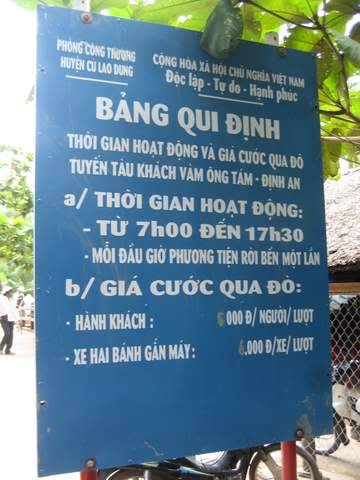 PHÒNG CÔNG THƯƠNG
HUYỆN CÙ LAO DUNG
CỘNG HÒA XÃ HỘI CHỦ NGHĨA VIỆT NAM
Độc lập - Tự do - Hạnh phúc
BẢNG QUI ĐỊNH
THỜI GIAN HOẠT ĐỘNG VÀ GIÁ CƯỚC QUA ĐÒ
TUYẾN TÀU KHÁCH VÀM ÔNG TÁM - ĐỊNH AN
a/ THỜI GIAN HOẠT ĐỘNG:
- TỪ 7h00 ĐẾN 17h30
- MỖI ĐẦU GIỜ PHƯƠNG TIỆN RỜI BẾN MỘT LẦN
b/ GIÁ CƯỚC QUA ĐÒ:
- HÀNH KHÁCH : 000 Đ/ NGƯỜI/ LƯỢT
- XE HAI BÁNH GẮN MÁY: 6.000 Đ/XE/ LƯỢT